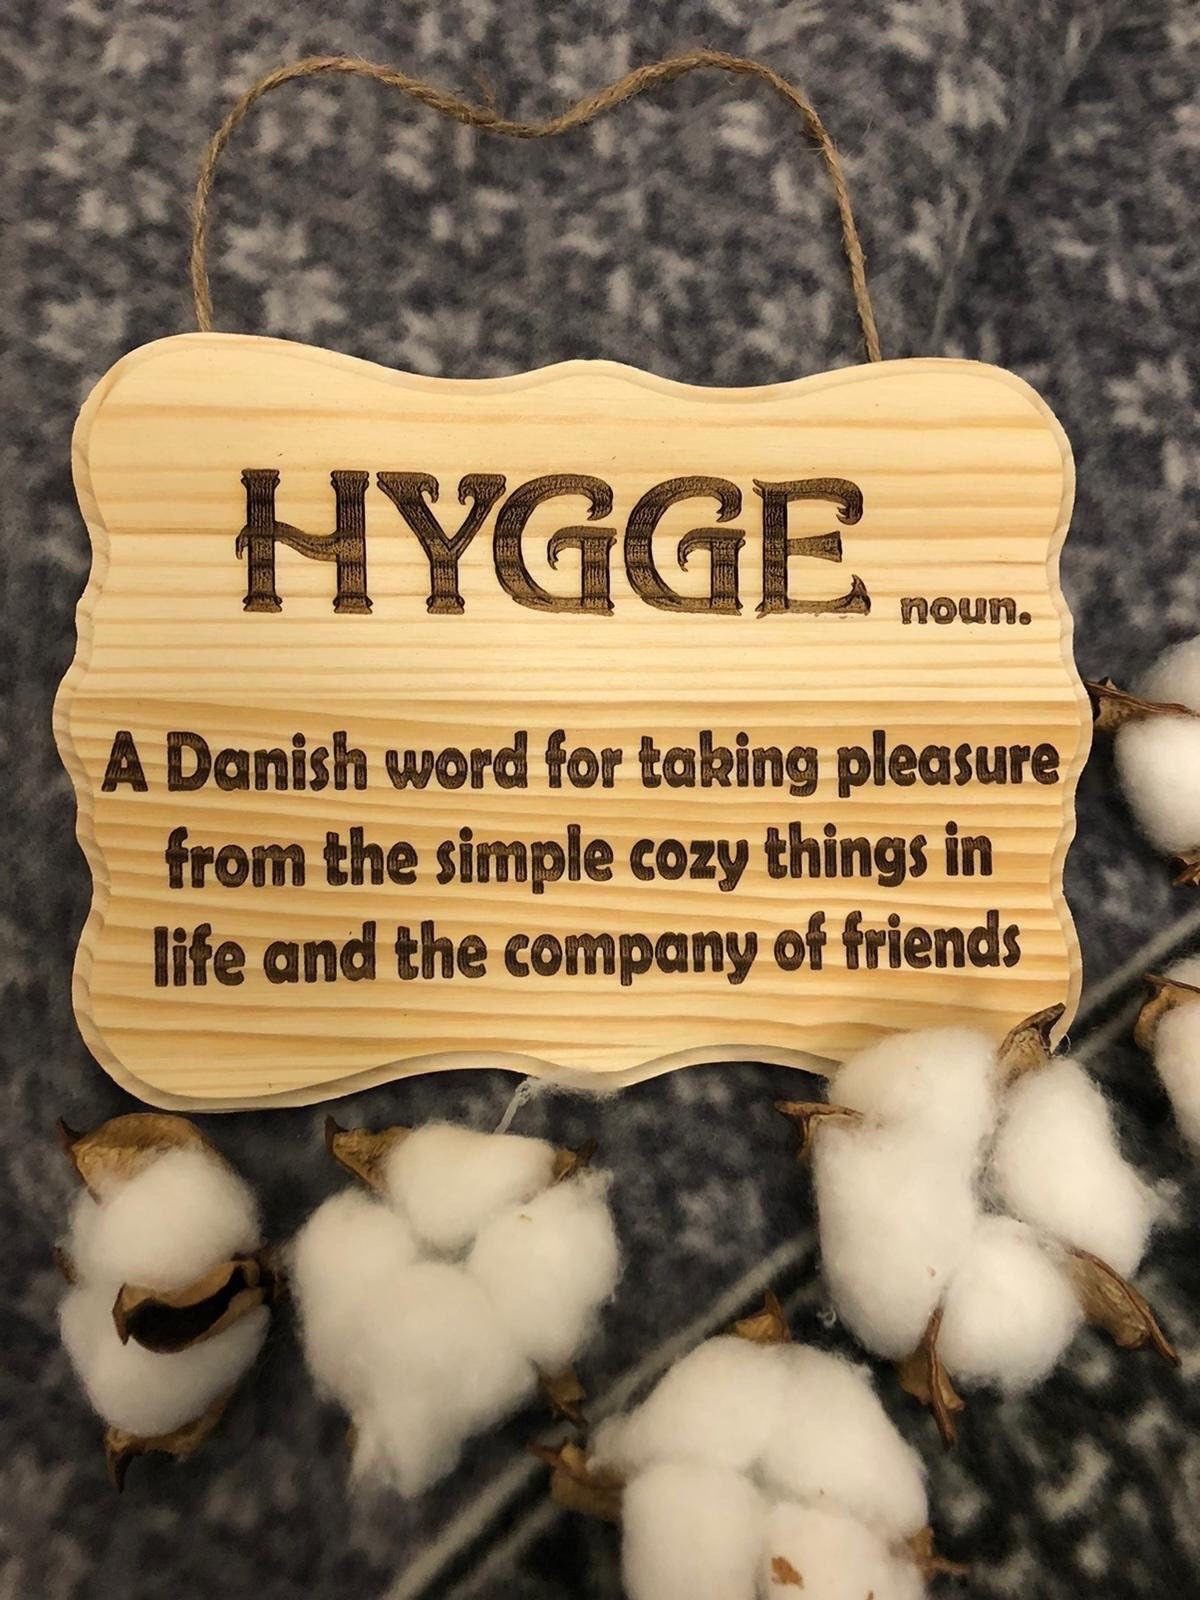 HYGGE noun.
A Danish word for taking pleasure
from the simple cozy things in
life and the company of friends